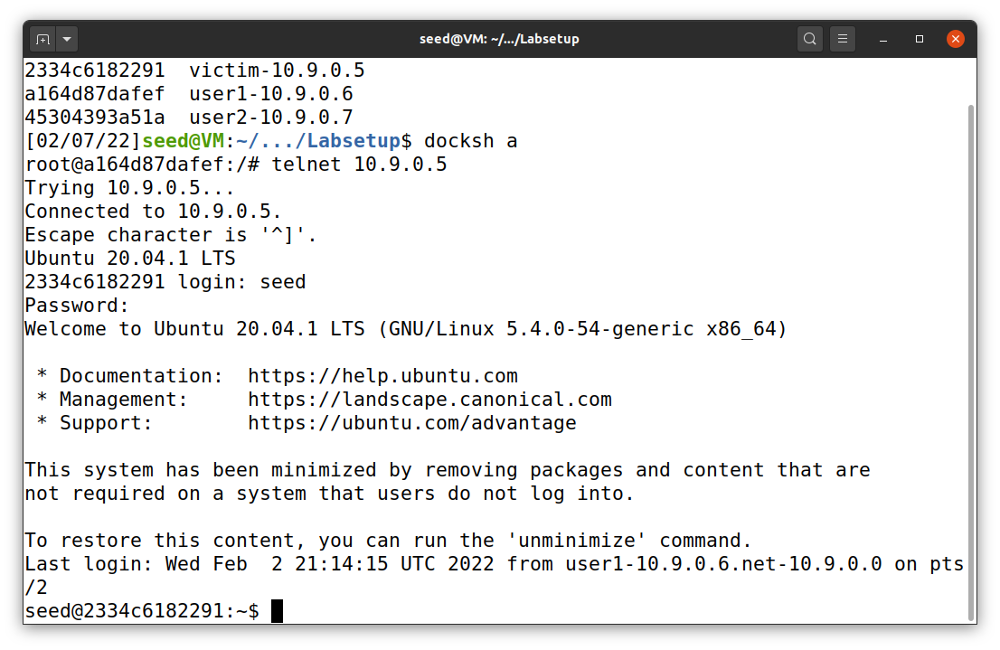 seed@VM: ~/.../Labsetup
2334c6182291  victim-10.9.0.5
a164d87dafef  user1-10.9.0.6
45304393a51a  user2-10.9.0.7
[02/07/22]seed@VM:~/.../Labsetup$ docksh a
root@a164d87dafef:/# telnet 10.9.0.5
Trying 10.9.0.5...
Connected to 10.9.0.5.
Escape character is '^]'.
Ubuntu 20.04.1 LTS
2334c6182291 login: seed
Password:
Welcome to Ubuntu 20.04.1 LTS (GNU/Linux 5.4.0-54-generic x86_64)

 * Documentation:  https://help.ubuntu.com
 * Management:     https://landscape.canonical.com
 * Support:        https://ubuntu.com/advantage

This system has been minimized by removing packages and content that are
not required on a system that users do not log into.

To restore this content, you can run the 'unminimize' command.
Last login: Wed Feb  2 21:14:15 UTC 2022 from user1-10.9.0.6.net-10.9.0.0 on pts
/2
seed@2334c6182291:~$